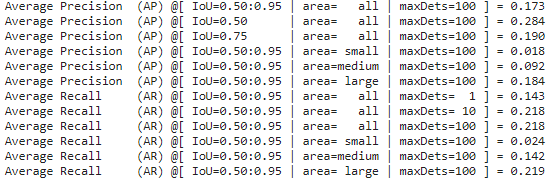 Average Precision  (AP) @[ IoU=0.50:0.95 | area=   all | maxDets=100 ] = 0.173
Average Precision  (AP) @[ IoU=0.50      | area=   all | maxDets=100 ] = 0.284
Average Precision  (AP) @[ IoU=0.75      | area=   all | maxDets=100 ] = 0.190
Average Precision  (AP) @[ IoU=0.50:0.95 | area= small | maxDets=100 ] = 0.018
Average Precision  (AP) @[ IoU=0.50:0.95 | area=medium | maxDets=100 ] = 0.092
Average Precision  (AP) @[ IoU=0.50:0.95 | area= large | maxDets=100 ] = 0.184
Average Recall     (AR) @[ IoU=0.50:0.95 | area=   all | maxDets=  1 ] = 0.143
Average Recall     (AR) @[ IoU=0.50:0.95 | area=   all | maxDets= 10 ] = 0.218
Average Recall     (AR) @[ IoU=0.50:0.95 | area=   all | maxDets=100 ] = 0.218
Average Recall     (AR) @[ IoU=0.50:0.95 | area= small | maxDets=100 ] = 0.024
Average Recall     (AR) @[ IoU=0.50:0.95 | area=medium | maxDets=100 ] = 0.142
Average Recall     (AR) @[ IoU=0.50:0.95 | area= large | maxDets=100 ] = 0.219